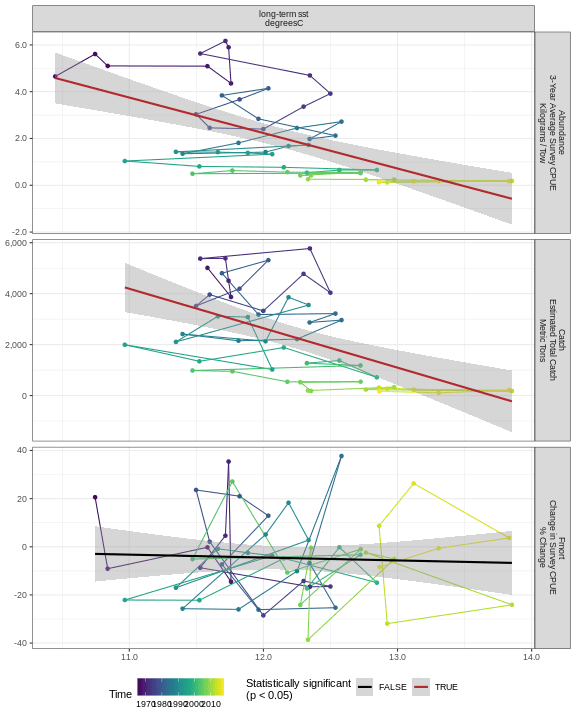 long-term sst
degreesC
6.0
4.0
2.0
0.0
-2.0
Abundance
3-Year Average Survey CPUE
Kilograms / Tow
6,000
4,000
2,000
0
Catch
Estimated Total Catch
Metric Tons
40
20
0
-20
-40
Fmort
Change in Survey CPUE
% Change
11.0 12.0 13.0 14.0
Time
1970 1980 1990 2000 2010
Statistically significant
(p < 0.05)
FALSE TRUE